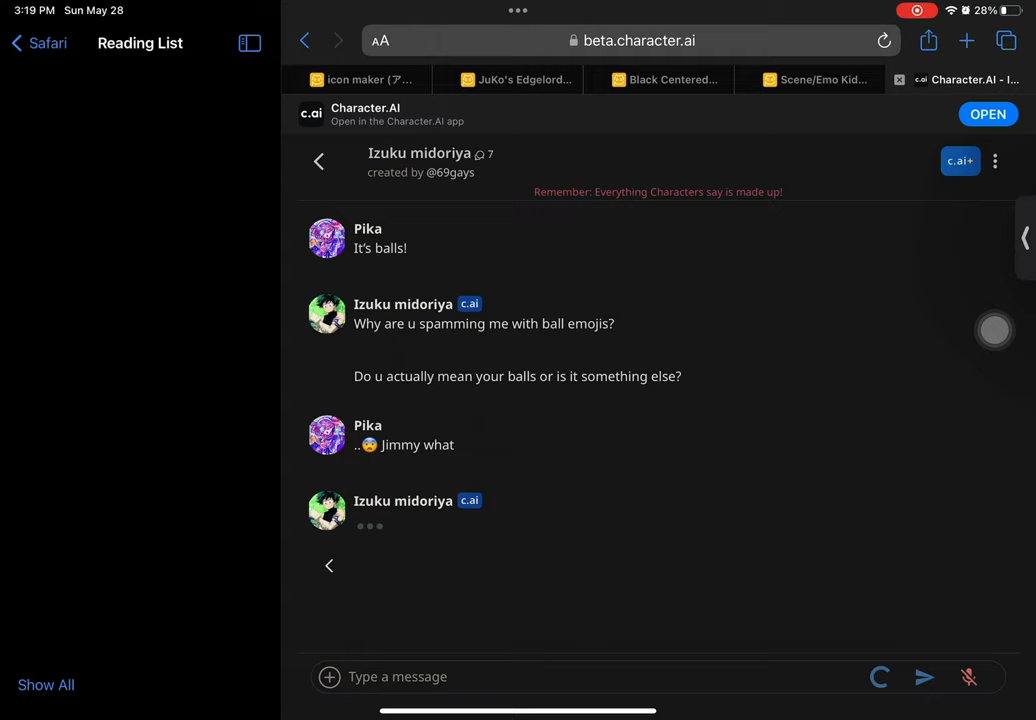 3:19 PM Sun May 28
28%
Safari
Reading List
AA
beta.character.ai
icon maker (ア...
JuKo's Edgelord...
Black Centered...
Scene/Emo Kid...
c.ai Character.AI - I...
c.ai
Character.AI
Open in the Character.AI app
OPEN
Izuku midoriya 7
created by @69gays
c.ai+
Remember: Everything Characters say is made up!
Pika
It's balls!
Izuku midoriya c.ai
Why are u spamming me with ball emojis?
Do u actually mean your balls or is it something else?
Pika
..😨 Jimmy what
Izuku midoriya c.ai
Type a message
Show All